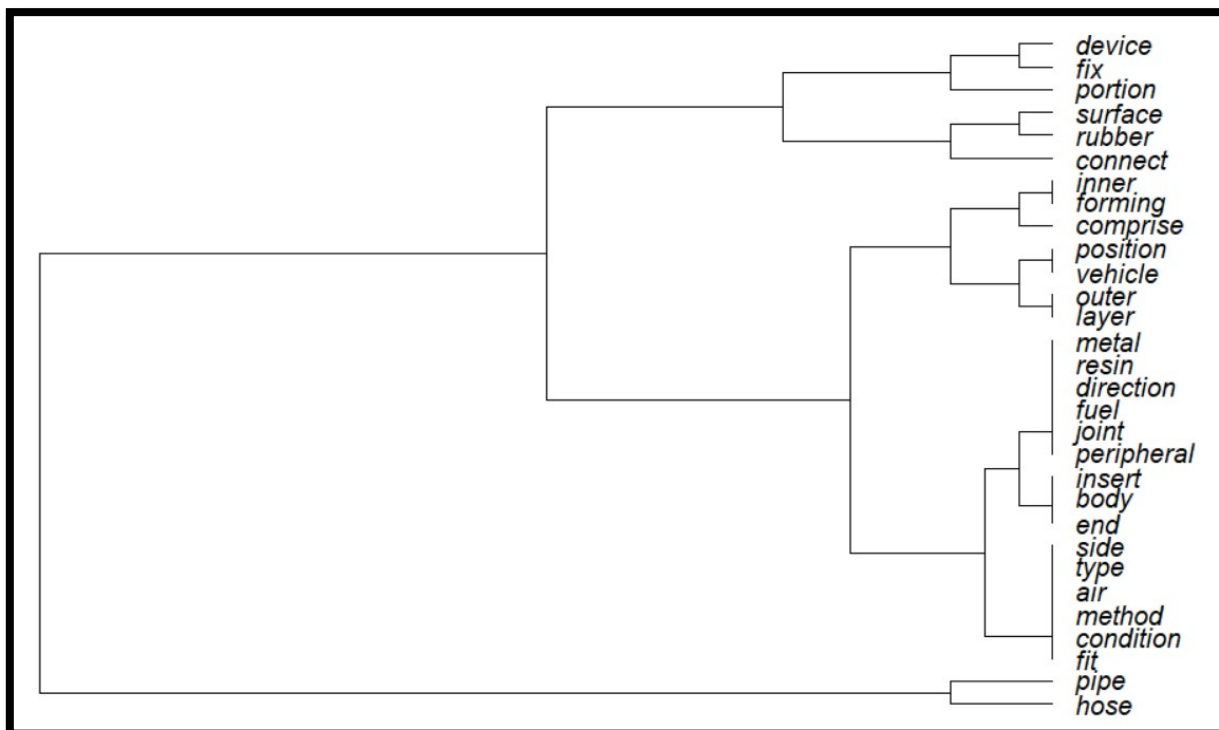 device
fix
portion
surface
rubber
connect
inner
forming
comprise
position
vehicle
outer
layer
metal
resin
direction
fuel
joint
peripheral
insert
body
end
side
type
air
method
condition
fit
pipe
hose